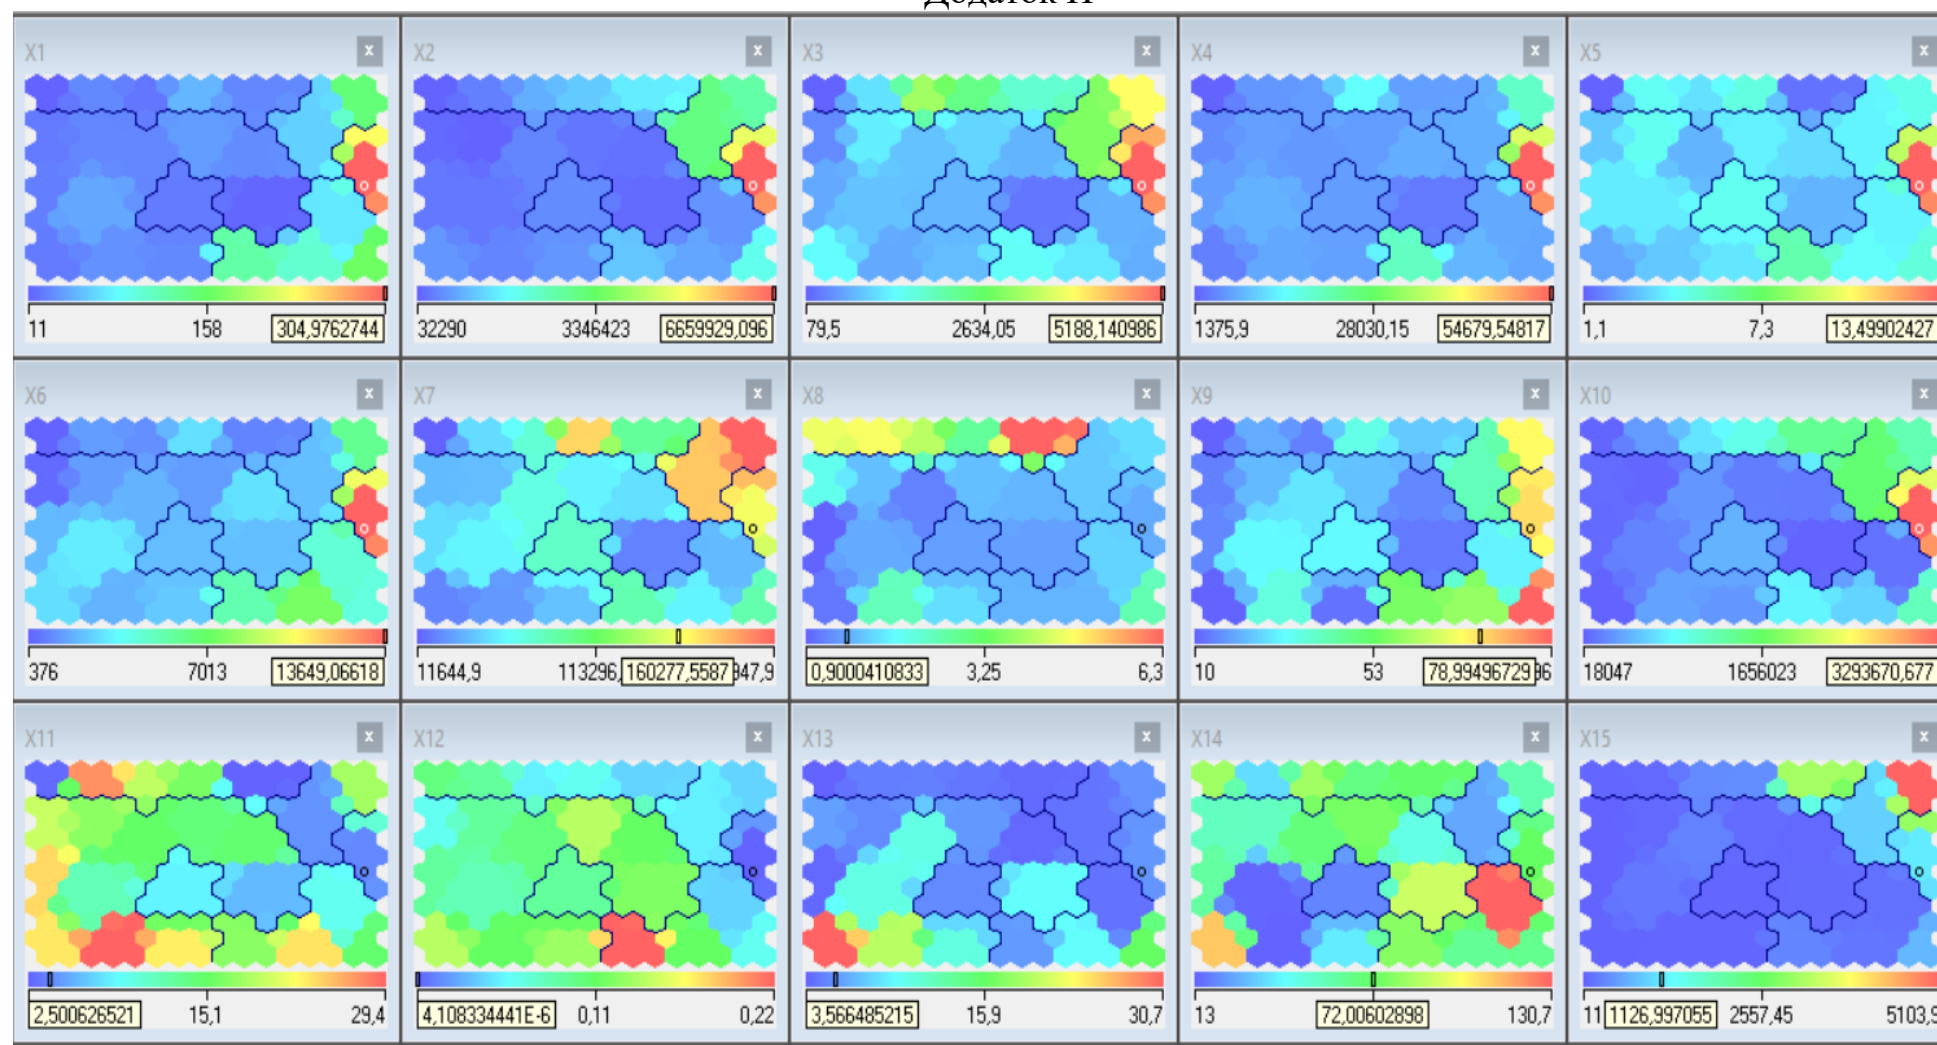 X1 x X2 x X3 x X4 x X5 x
11 158 304,9762744 32290 3346423 6659929,096 79,5 2634,05 5188,140986 1375,9 28030,15 54679,54817 1,1 7,3 13,49902427
X6 x X7 x X8 x X9 x X10 x
376 7013 13649,06618 11644,9 113296, 160277,5587 947,9 0,9000410833 3,25 6,3 10 53 78,99496729 96 18047 1656023 3293670,677
X11 x X12 x X13 x X14 x X15 x
2,500626521 15,1 29,4 4,108334441E-6 0,11 0,22 3,566485215 15,9 30,7 13 72,00602898 130,7 11 1126,997055 2557,45 5103,9